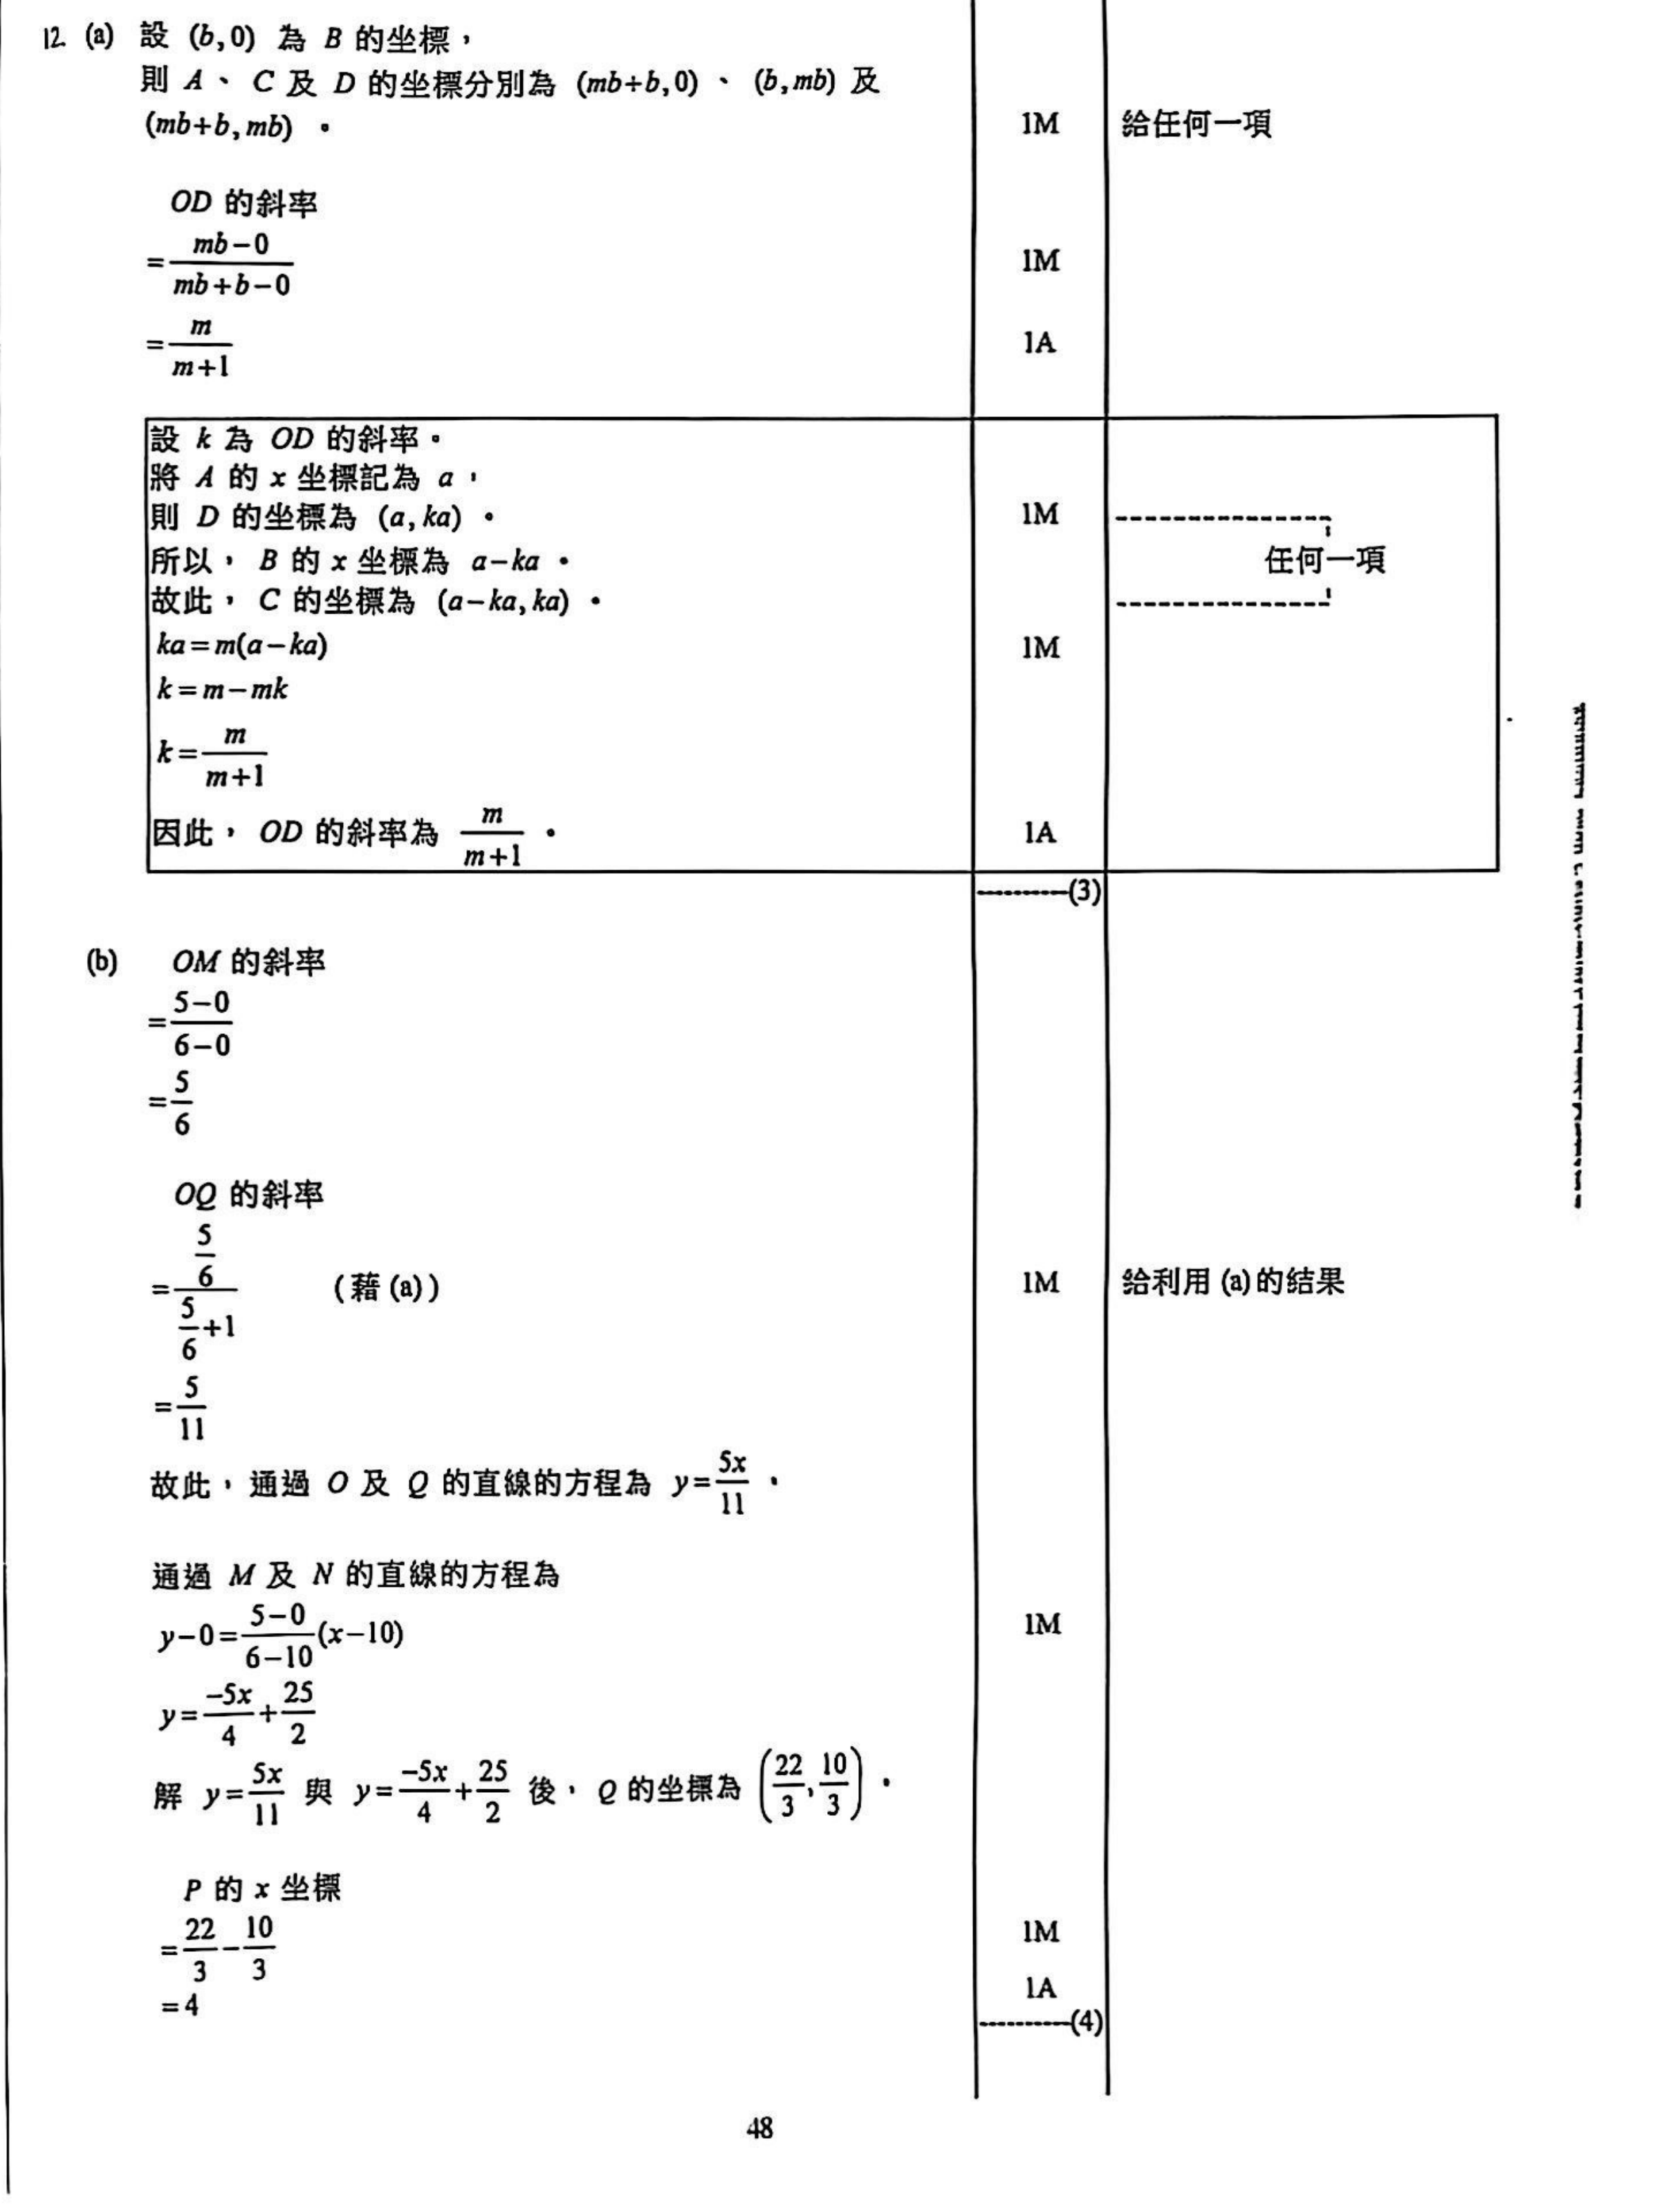 12. (a) 設 (b,0) 為 B 的坐標，
則 A、 C 及 D 的坐標分別為 (mb+b,0) 、 (b,mb) 及
(mb+b,mb) 。
1M 給任何一項
OD 的斜率
= (mb−0)/(mb+b−0)
1M
= m/(m+1)
1A
設 k 為 OD 的斜率。
將 A 的 x 坐標記為 a，
則 D 的坐標為 (a,ka) 。
1M
所以， B 的 x 坐標為 a−ka 。
任何一項
故此， C 的坐標為 (a−ka,ka) 。
ka=m(a−ka)
1M
k=m−mk
k= m/(m+1)
因此， OD 的斜率為 m/(m+1) 。
1A
----------(3)
(b) OM 的斜率
= (5−0)/(6−0)
= 5/6
OQ 的斜率
= (5/6)/(5/6+1) (藉 (a))
1M 給利用 (a) 的結果
= 5/11
故此，通過 O 及 Q 的直線的方程為 y= 5x/11 ，
通過 M 及 N 的直線的方程為
y−0= (5−0)/(6−10) (x−10)
1M
y= −5x/4 + 25/2
解 y= 5x/11 與 y= −5x/4 + 25/2 後， Q 的坐標為 (22/3, 10/3) 。
P 的 x 坐標
= 22/3 − 10/3
1M
=4
1A
----------(4)
48